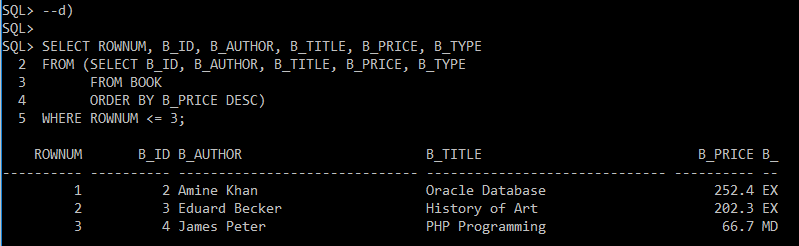 SQL> --d)
SQL>
SQL> SELECT ROWNUM, B_ID, B_AUTHOR, B_TITLE, B_PRICE, B_TYPE
  2  FROM (SELECT B_ID, B_AUTHOR, B_TITLE, B_PRICE, B_TYPE
  3        FROM BOOK
  4        ORDER BY B_PRICE DESC)
  5  WHERE ROWNUM <= 3;
    ROWNUM       B_ID B_AUTHOR                       B_TITLE                           B_PRICE B_
---------- ---------- ------------------------------ ------------------------------ ---------- --
         1          2 Amine Khan                     Oracle Database                     252.4 EX
         2          3 Eduard Becker                  History of Art                      202.3 EX
         3          4 James Peter                    PHP Programming                      66.7 MD